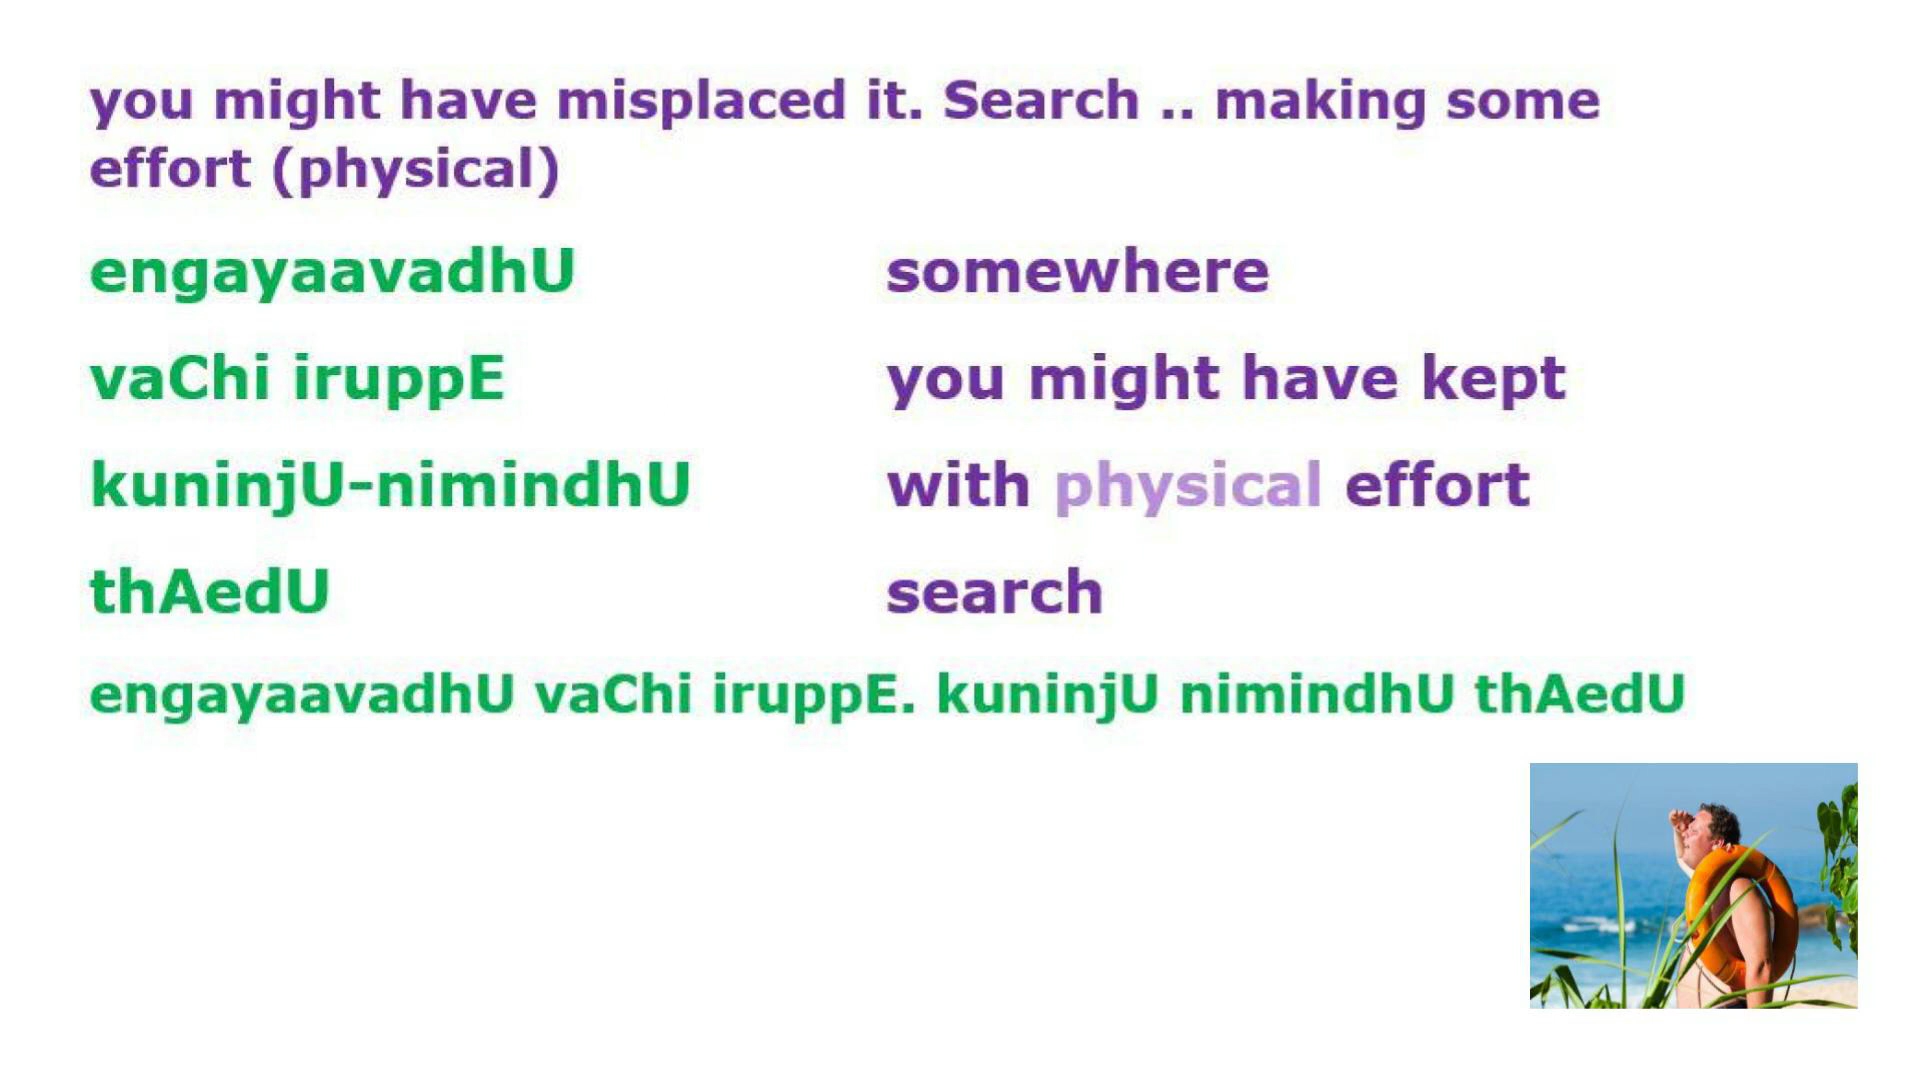 you might have misplaced it. Search .. making some
effort (physical)
engayaavadhU somewhere
vaChi iruppE you might have kept
kuninjU-nimindhU with physical effort
thAedU search
engayaavadhU vaChi iruppE. kuninjU nimindhU thAedU